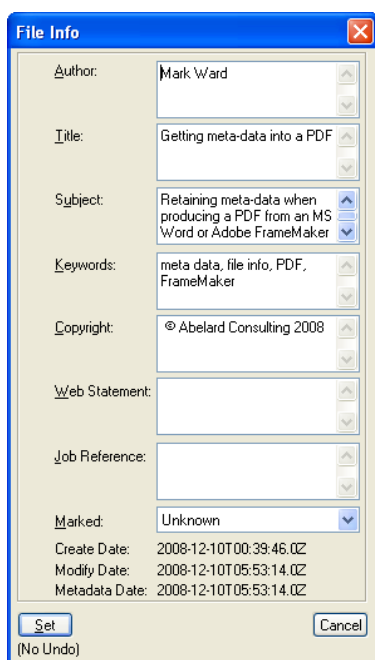 File Info
Author: Mark Ward
Title: Getting meta-data into a PDF
Subject: Retaining meta-data when
producing a PDF from an MS
Word or Adobe FrameMaker
Keywords: meta data, file info, PDF,
FrameMaker
Copyright: © Abelard Consulting 2008
Web Statement:
Job Reference:
Marked: Unknown
Create Date: 2008-12-10T00:39:46.0Z
Modify Date: 2008-12-10T05:53:14.0Z
Metadata Date: 2008-12-10T05:53:14.0Z
Set Cancel
(No Undo)